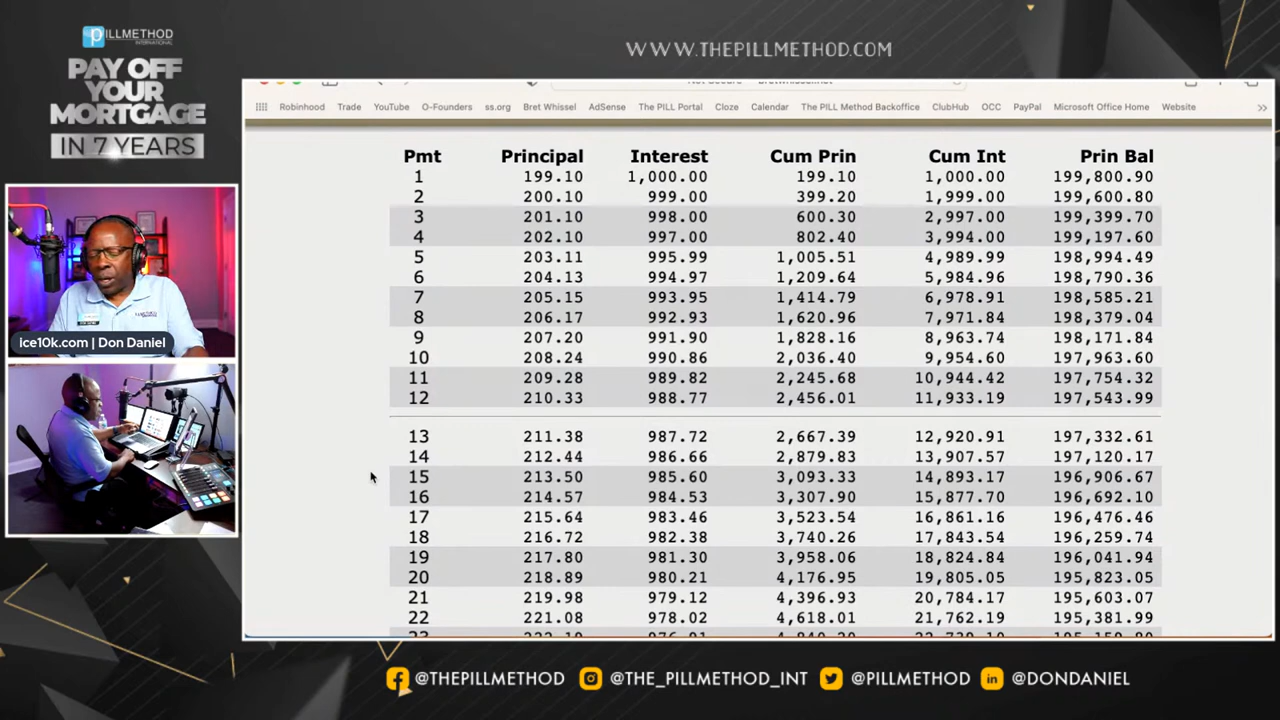 PILLMETHOD
INTERNATIONAL
PAY OFF
YOUR
MORTGAGE
IN 7 YEARS
WWW.THEPILLMETHOD.COM
Robinhood Trade YouTube O-Founders ss.org Bret Whissel AdSense The PILL Portal Cloze Calendar The PILL Method Backoffice ClubHub OCC PayPal Microsoft Office Home Website
Pmt Principal Interest Cum Prin Cum Int Prin Bal
1 199.10 1,000.00 199.10 1,000.00 199,800.90
2 200.10 999.00 399.20 1,999.00 199,600.80
3 201.10 998.00 600.30 2,997.00 199,399.70
4 202.10 997.00 802.40 3,994.00 199,197.60
5 203.11 995.99 1,005.51 4,989.99 198,994.49
6 204.13 994.97 1,209.64 5,984.96 198,790.36
7 205.15 993.95 1,414.79 6,978.91 198,585.21
8 206.17 992.93 1,620.96 7,971.84 198,379.04
9 207.20 991.90 1,828.16 8,963.74 198,171.84
10 208.24 990.86 2,036.40 9,954.60 197,963.60
11 209.28 989.82 2,245.68 10,944.42 197,754.32
12 210.33 988.77 2,456.01 11,933.19 197,543.99
13 211.38 987.72 2,667.39 12,920.91 197,332.61
14 212.44 986.66 2,879.83 13,907.57 197,120.17
15 213.50 985.60 3,093.33 14,893.17 196,906.67
16 214.57 984.53 3,307.90 15,877.70 196,692.10
17 215.64 983.46 3,523.54 16,861.16 196,476.46
18 216.72 982.38 3,740.26 17,843.54 196,259.74
19 217.80 981.30 3,958.06 18,824.84 196,041.94
20 218.89 980.21 4,176.95 19,805.05 195,823.05
21 219.98 979.12 4,396.93 20,784.17 195,603.07
22 221.08 978.02 4,618.01 21,762.19 195,381.99
ice10k.com | Don Daniel
@THEPILLMETHOD @THE_PILLMETHOD_INT @PILLMETHOD @DONDANIEL